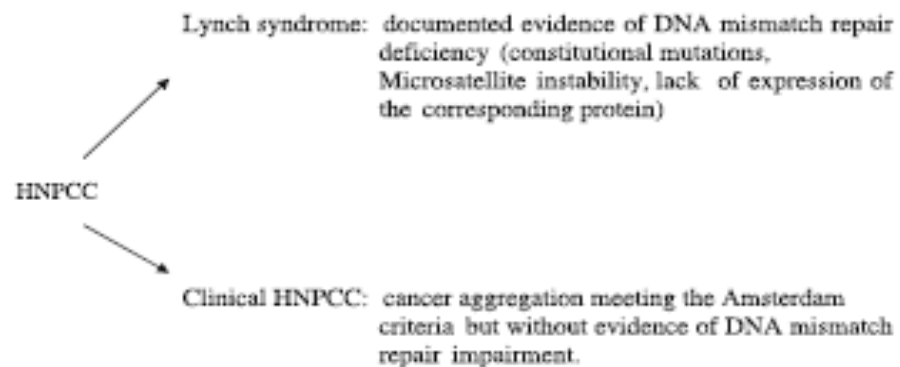 Lynch syndrome: documented evidence of DNA mismatch repair
deficiency (constitutional mutations,
Microsatellite instability, lack of expression of
the corresponding protein)
HNPCC
Clinical HNPCC: cancer aggregation meeting the Amsterdam
criteria but without evidence of DNA mismatch
repair impairment.